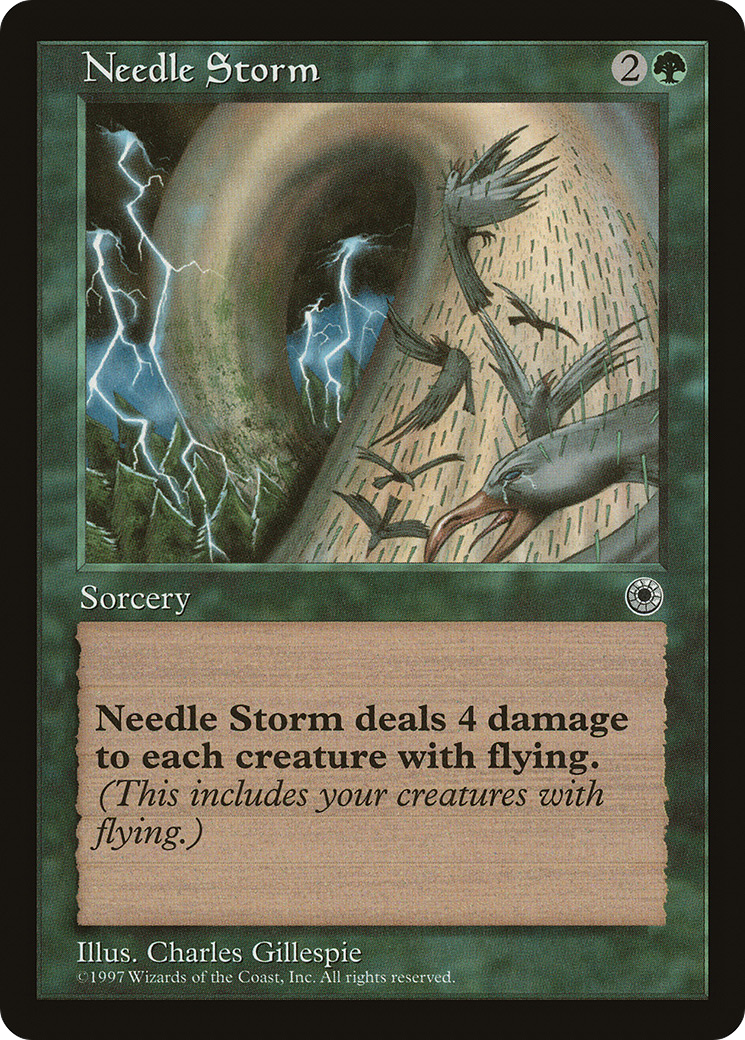 Needle Storm 2
Sorcery
Needle Storm deals 4 damage
to each creature with flying.
(This includes your creatures with
flying.)
Illus. Charles Gillespie
©1997 Wizards of the Coast, Inc. All rights reserved.